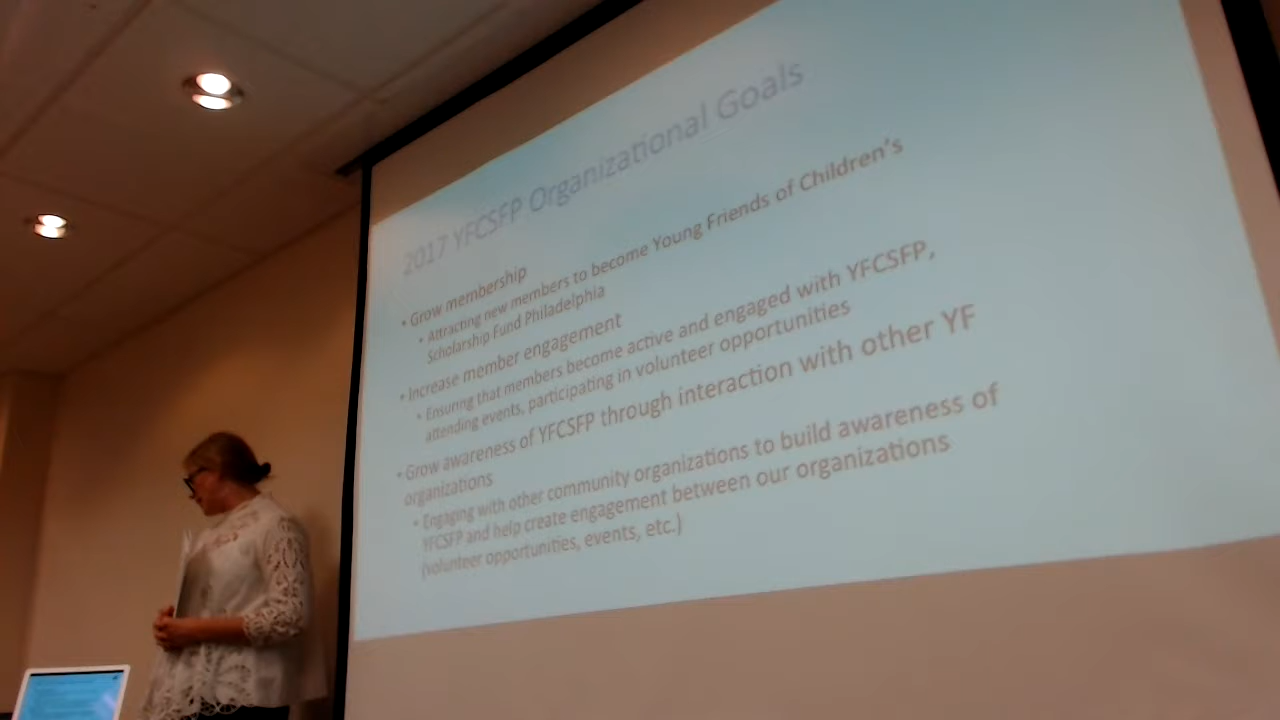 2017 YFCSFP Organizational Goals
• Grow membership
• Attracting new members to become Young Friends of Children's
Scholarship Fund Philadelphia
• Increase member engagement
• Ensuring that members become active and engaged with YFCSFP,
attending events, participating in volunteer opportunities
• Grow awareness of YFCSFP through interaction with other YF
organizations
• Engaging with other community organizations to build awareness of
YFCSFP and help create engagement between our organizations
(volunteer opportunities, events, etc.)